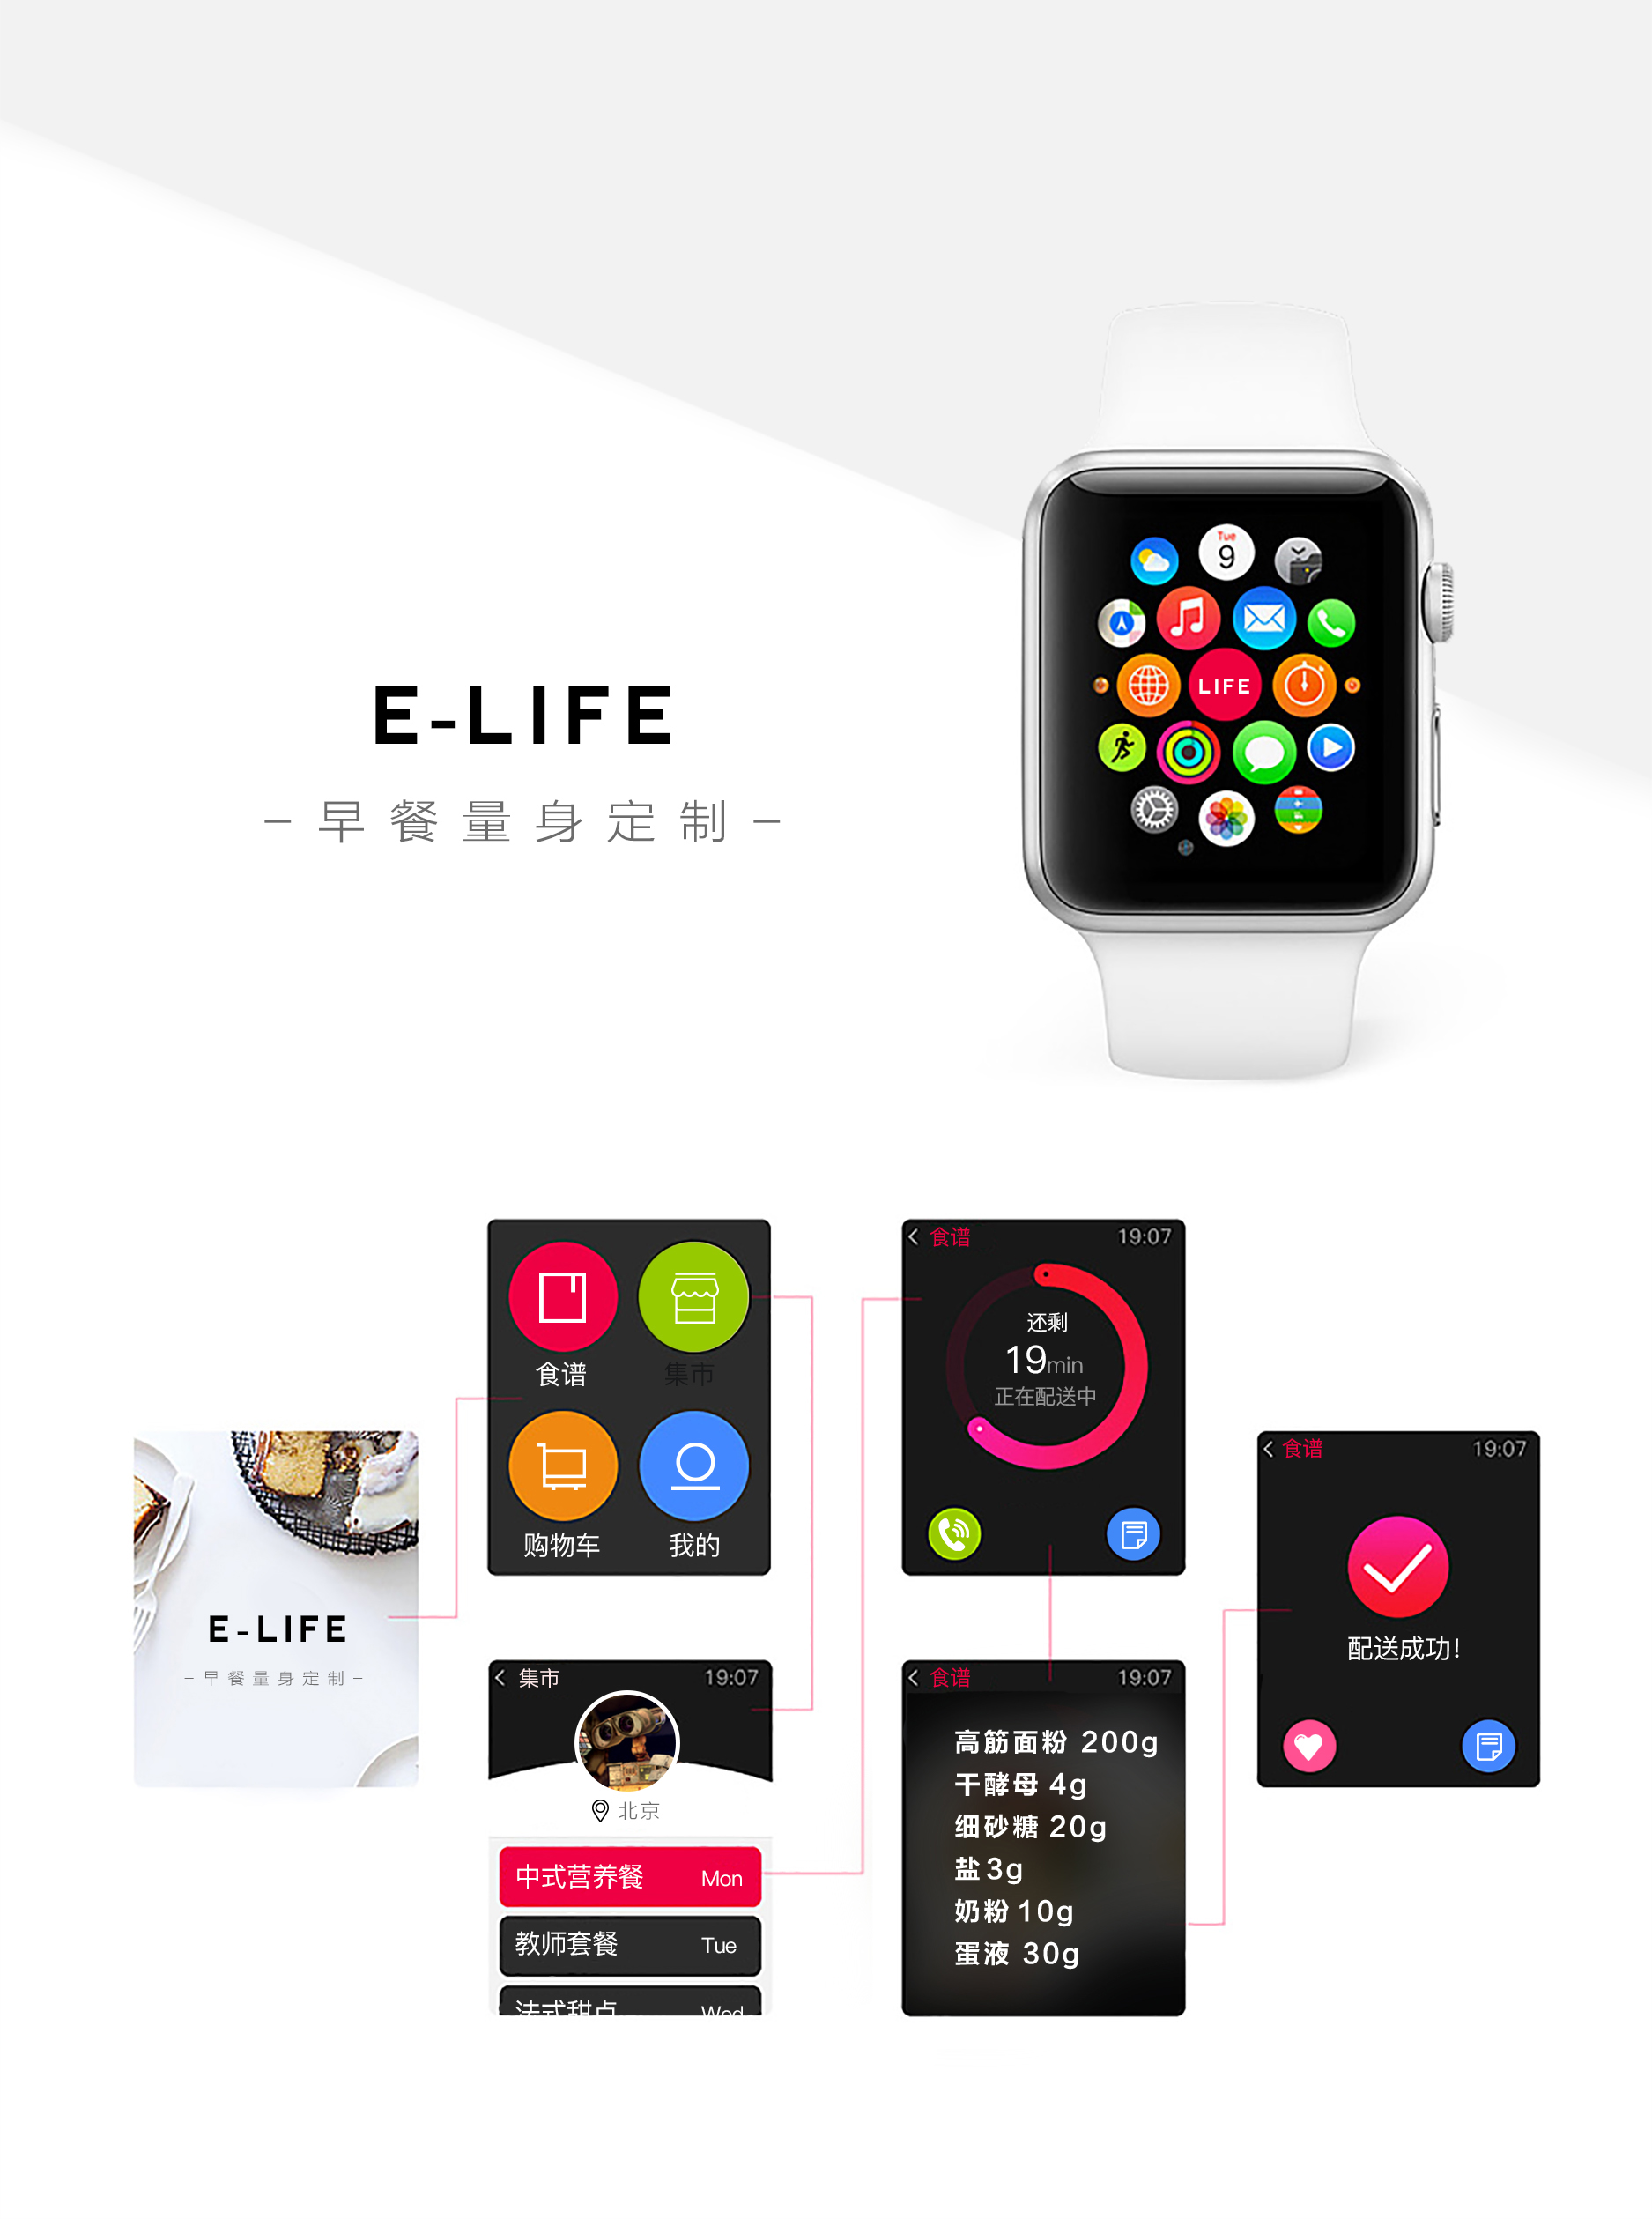 E-LIFE
– 早餐量身定制 –
Tue
9
LIFE
食谱
集市
购物车
我的
E-LIFE
– 早餐量身定制 –
集市 19:07
北京
中式营养餐 Mon
教师套餐 Tue
法式甜点 Wed
食谱 19:07
还剩
19min
正在配送中
食谱 19:07
高筋面粉 200g
干酵母 4g
细砂糖 20g
盐 3g
奶粉 10g
蛋液 30g
食谱 19:07
配送成功!